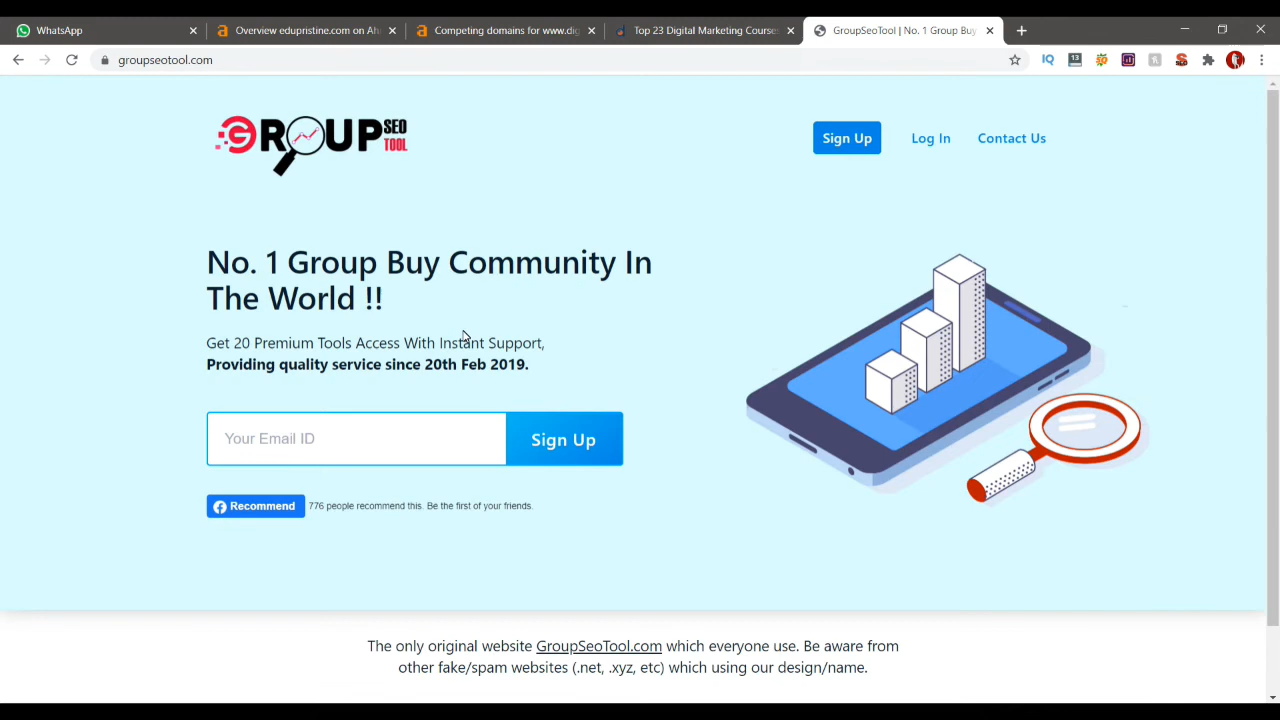 WhatsApp
Overview edupristine.com on Ah
Competing domains for www.dig
Top 23 Digital Marketing Course
GroupSeoTool | No. 1 Group Buy
groupseotool.com
IQ
13
GROUP SEO TOOL
Sign Up
Log In
Contact Us
No. 1 Group Buy Community In
The World !!
Get 20 Premium Tools Access With Instant Support,
Providing quality service since 20th Feb 2019.
Your Email ID
Sign Up
Recommend
776 people recommend this. Be the first of your friends.
The only original website GroupSeoTool.com which everyone use. Be aware from
other fake/spam websites (.net, .xyz, etc) which using our design/name.